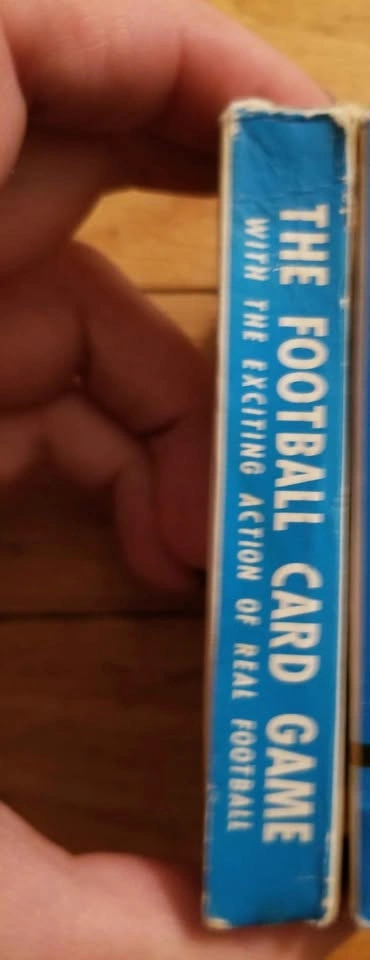 THE FOOTBALL CARD GAME
WITH THE EXCITING ACTION OF REAL FOOTBALL